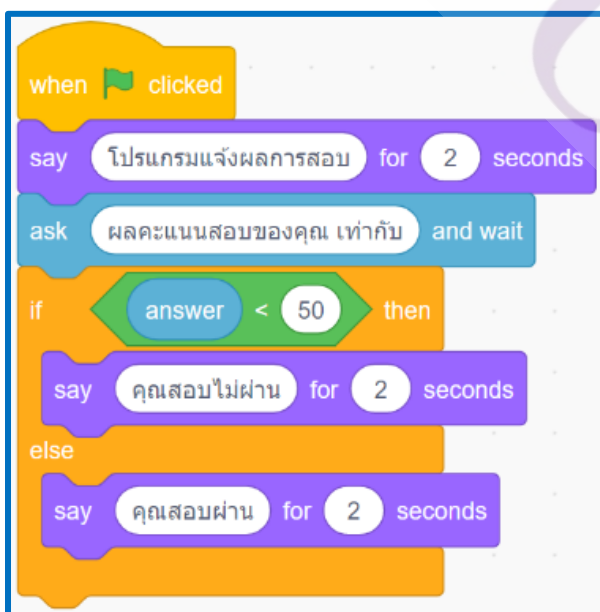 when clicked
say โปรแกรมแจ้งผลการสอบ for 2 seconds
ask ผลคะแนนสอบของคุณ เท่ากับ and wait
if answer < 50 then
say คุณสอบไม่ผ่าน for 2 seconds
else
say คุณสอบผ่าน for 2 seconds